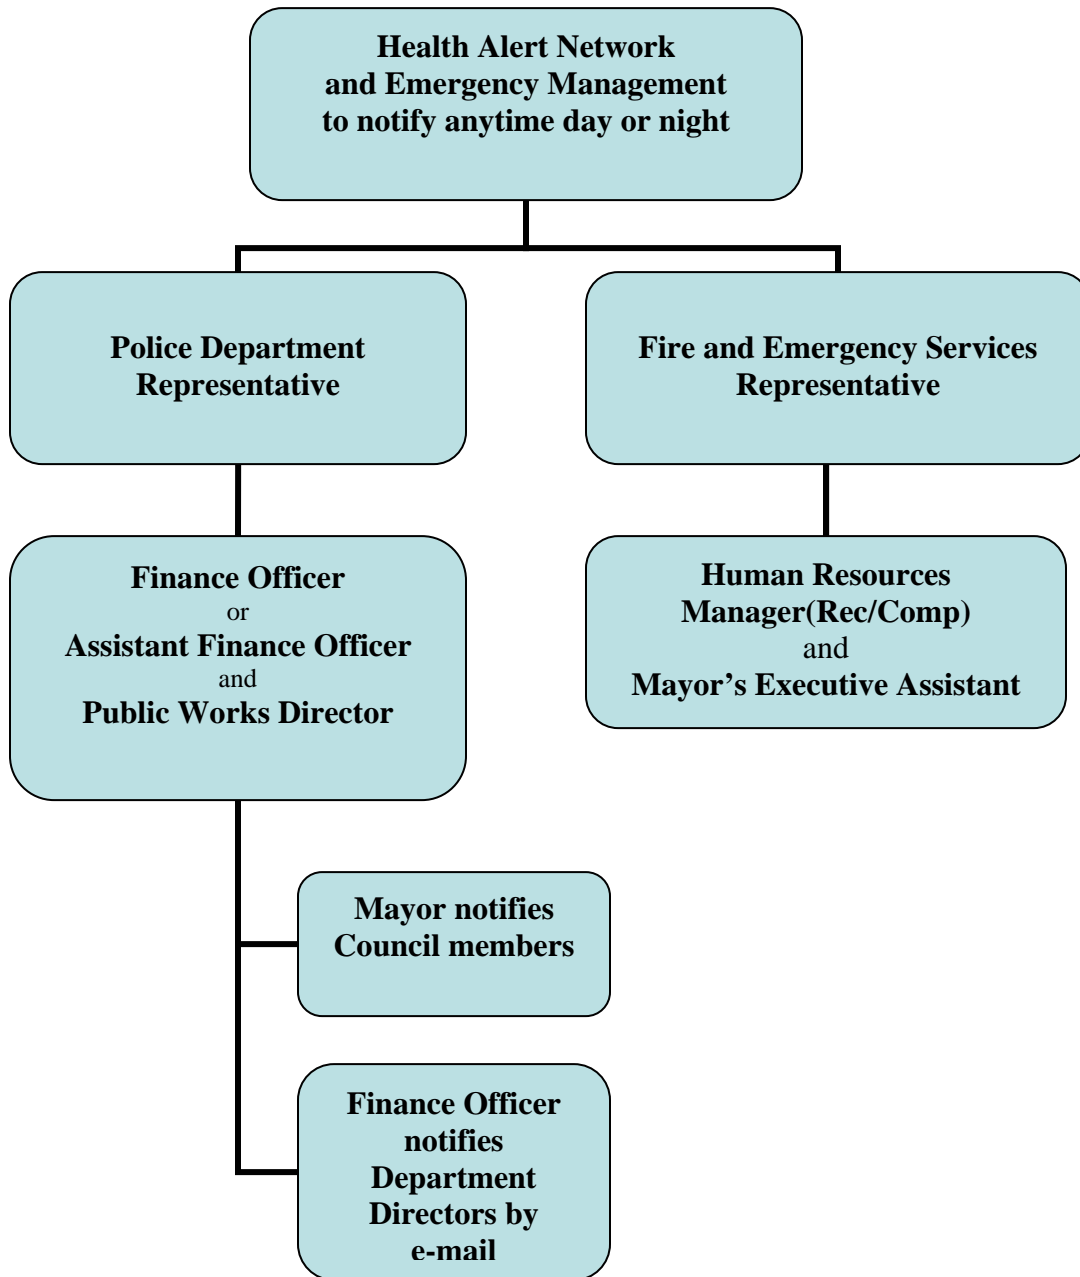 Health Alert Network
and Emergency Management
to notify anytime day or night
Police Department
Representative
Fire and Emergency Services
Representative
Finance Officer
or
Assistant Finance Officer
and
Public Works Director
Human Resources
Manager(Rec/Comp)
and
Mayor’s Executive Assistant
Mayor notifies
Council members
Finance Officer
notifies
Department
Directors by
e-mail